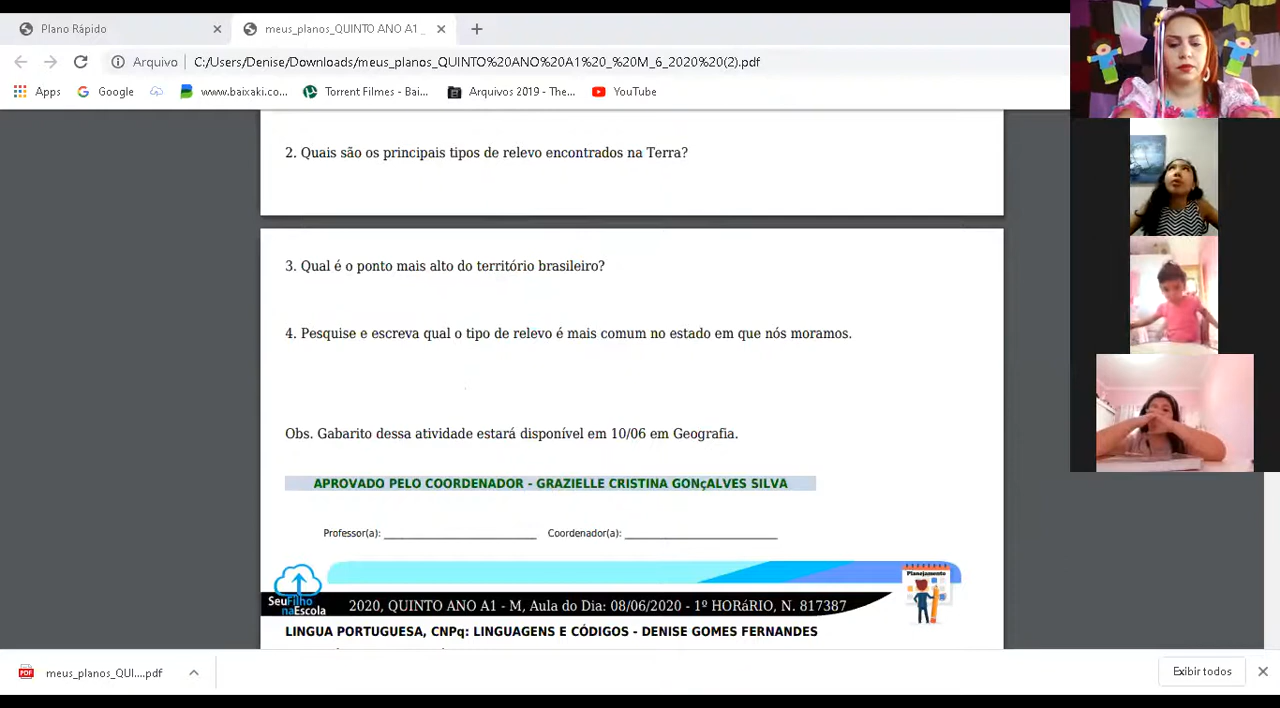 Plano Rápido
meus_planos_QUINTO ANO A1 _
Arquivo
C:/Users/Denise/Downloads/meus_planos_QUINTO%20ANO%20A1%20_%20M_6_2020%20(2).pdf
Apps
Google
www.baixaki.co...
Torrent Filmes - Bai...
Arquivos 2019 - The...
YouTube
2. Quais são os principais tipos de relevo encontrados na Terra?
3. Qual é o ponto mais alto do território brasileiro?
4. Pesquise e escreva qual o tipo de relevo é mais comum no estado em que nós moramos.
Obs. Gabarito dessa atividade estará disponível em 10/06 em Geografia.
APROVADO PELO COORDENADOR - GRAZIELLE CRISTINA GONçALVES SILVA
Professor(a): Coordenador(a):
Planejamento
SeuFilho
naEscola
2020, QUINTO ANO A1 - M, Aula do Dia: 08/06/2020 - 1º HORáRIO, N. 817387
LINGUA PORTUGUESA, CNPq: LINGUAGENS E CÓDIGOS - DENISE GOMES FERNANDES
PDF
meus_planos_QUI....pdf
Exibir todos